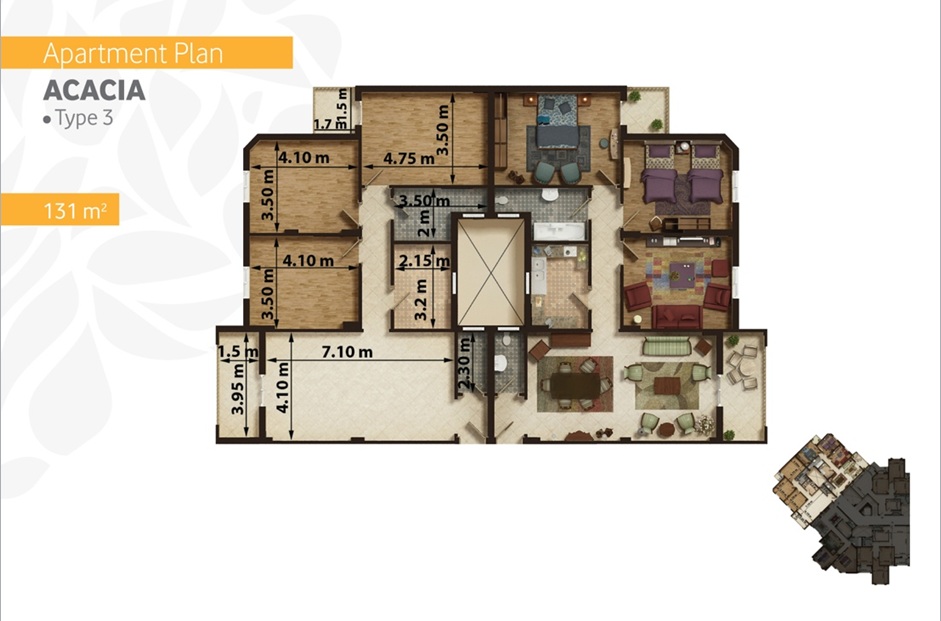 Apartment Plan
ACACIA
• Type 3
131 m²
1.7 m
1.5 m
4.75 m
3.50 m
4.10 m
3.50 m
3.50 m
2 m
4.10 m
3.50 m
2.15 m
3.2 m
1.5 m
3.95 m
7.10 m
4.10 m
2.30 m